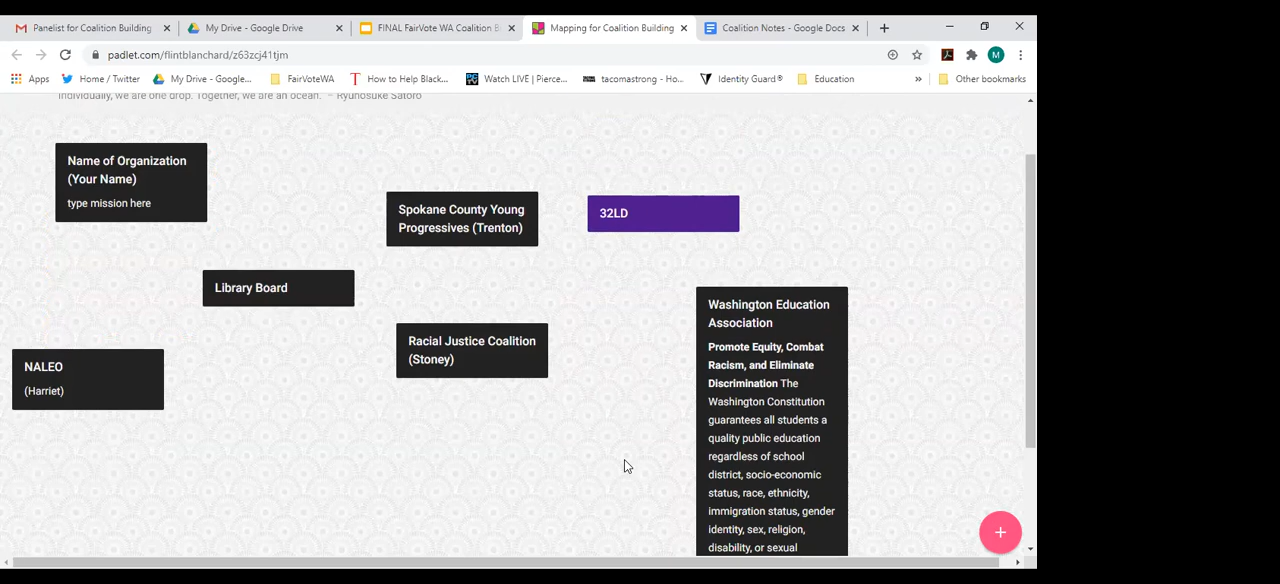 Panelist for Coalition Building
My Drive - Google Drive
FINAL FairVote WA Coalition B
Mapping for Coalition Building
Coalition Notes - Google Docs
padlet.com/flintblanchard/z63zcj41tjm
M
Apps
Home / Twitter
My Drive - Google...
FairVoteWA
How to Help Black...
Watch LIVE | Pierce...
tacomastrong - Ho...
Identity Guard®
Education
»
Other bookmarks
Individually, we are one drop. Together, we are an ocean. – Ryunosuke Satoro
Name of Organization
(Your Name)
type mission here
Spokane County Young
Progressives (Trenton)
32LD
Library Board
Washington Education
Association
Promote Equity, Combat
Racism, and Eliminate
Discrimination The
Washington Constitution
guarantees all students a
quality public education
regardless of school
district, socio-economic
status, race, ethnicity,
immigration status, gender
identity, sex, religion,
disability, or sexual
Racial Justice Coalition
(Stoney)
NALEO
(Harriet)